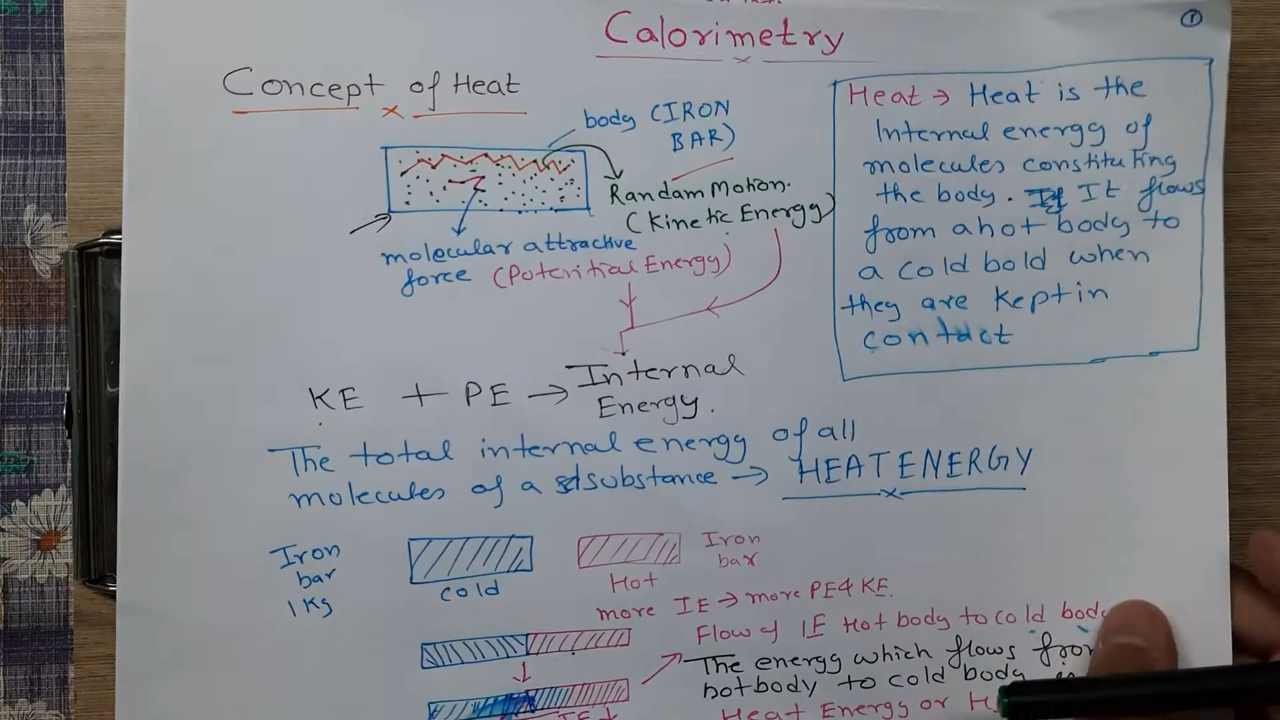 Calorimetry
①
Concept of Heat
body (IRON
BAR)
Randam Motion.
(Kinetic Energy)
molecular attractive
force (Potential Energy)
Heat → Heat is the
Internal energy of
molecules constituting
the body. It flows
from a hot body to
a cold bold when
they are kept in
contact
KE + PE → Internal
Energy.
The total internal energy of all
molecules of a substance → HEAT ENERGY
Iron
bar
1 Kg
Cold
Hot
Iron
bar
more IE → more PE & KE.
Flow of IE Hot body to cold body
The energy which flows from
hot body to cold body
Heat Energy or